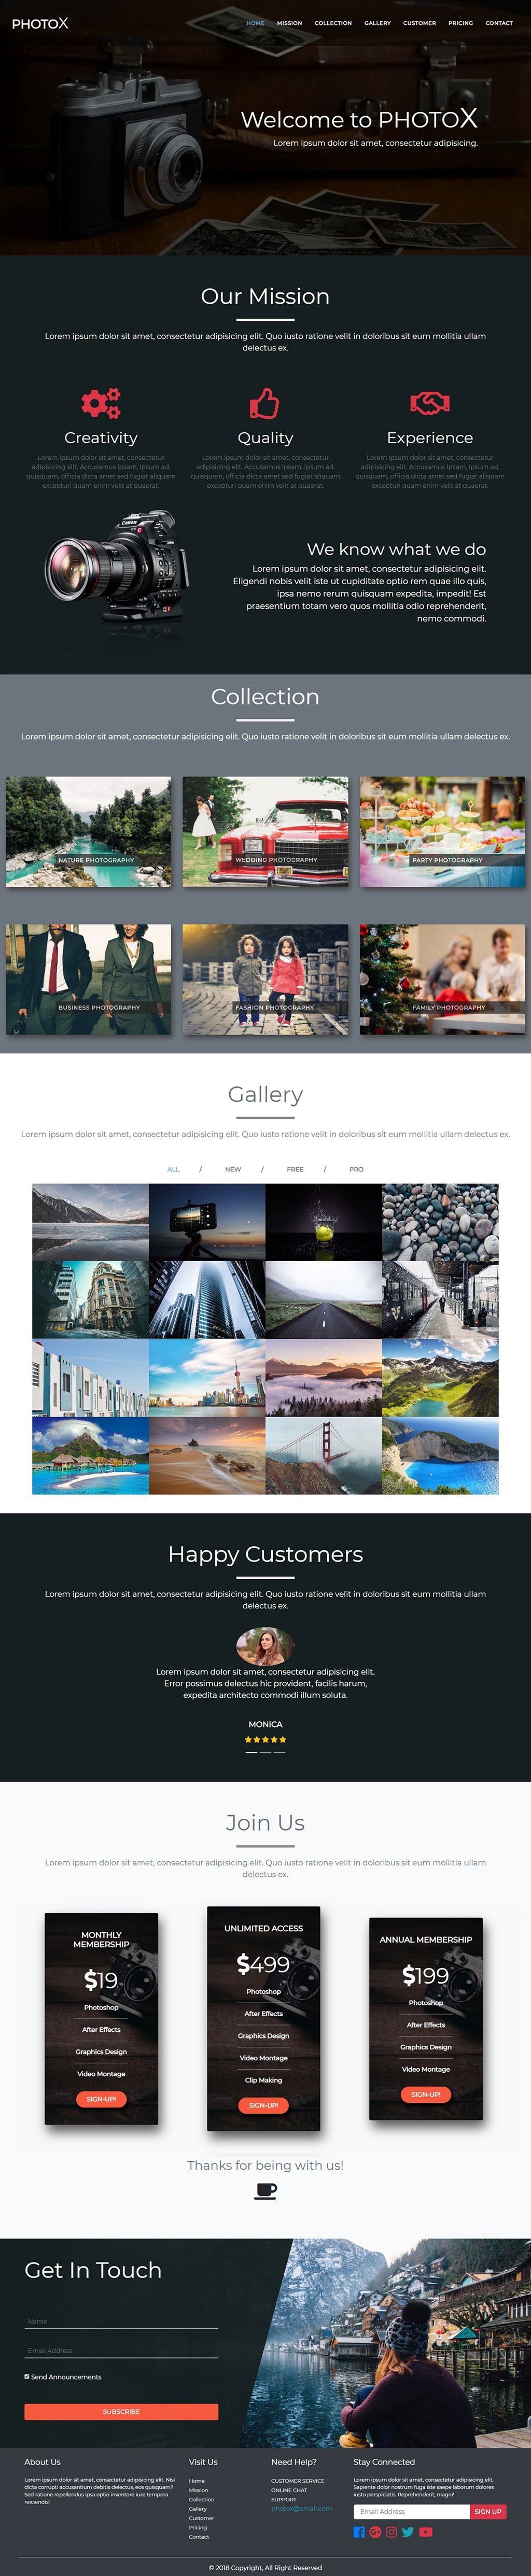 PHOTOX
HOME MISSION COLLECTION GALLERY CUSTOMER PRICING CONTACT
Welcome to PHOTOX
Lorem ipsum dolor sit amet, consectetur adipisicing.
Our Mission
Lorem ipsum dolor sit amet, consectetur adipisicing elit. Quo iusto ratione velit in doloribus sit eum mollitia ullam
delectus ex.
Creativity
Lorem ipsum dolor sit amet, consectetur
adipisicing elit. Accusamus ipsam, ipsum ad,
quisquam, officia dicta amet sed fugiat aliquam
excepturi quam enim velit at quaerat.
Quality
Lorem ipsum dolor sit amet, consectetur
adipisicing elit. Accusamus ipsam, ipsum ad,
quisquam, officia dicta amet sed fugiat aliquam
excepturi quam enim velit at quaerat.
Experience
Lorem ipsum dolor sit amet, consectetur
adipisicing elit. Accusamus ipsam, ipsum ad,
quisquam, officia dicta amet sed fugiat aliquam
excepturi quam enim velit at quaerat.
Canon
We know what we do
Lorem ipsum dolor sit amet, consectetur adipisicing elit.
Eligendi nobis velit iste ut cupiditate optio rem quae illo quis,
ipsa nemo rerum quisquam expedita, impedit! Est
praesentium totam vero quos mollitia odio reprehenderit,
nemo commodi.
Collection
Lorem ipsum dolor sit amet, consectetur adipisicing elit. Quo iusto ratione velit in doloribus sit eum mollitia ullam delectus ex.
NATURE PHOTOGRAPHY
WEDDING PHOTOGRAPHY
PARTY PHOTOGRAPHY
BUSINESS PHOTOGRAPHY
FASHION PHOTOGRAPHY
FAMILY PHOTOGRAPHY
Gallery
Lorem ipsum dolor sit amet, consectetur adipisicing elit. Quo iusto ratione velit in doloribus sit eum mollitia ullam delectus ex.
ALL / NEW / FREE / PRO
Happy Customers
Lorem ipsum dolor sit amet, consectetur adipisicing elit. Quo iusto ratione velit in doloribus sit eum mollitia ullam
delectus ex.
Lorem ipsum dolor sit amet, consectetur adipisicing elit.
Error possimus delectus hic provident, facilis harum,
expedita architecto commodi illum soluta.
MONICA
Join Us
Lorem ipsum dolor sit amet, consectetur adipisicing elit. Quo iusto ratione velit in doloribus sit eum mollitia ullam
delectus ex.
MONTHLY
MEMBERSHIP
$19
Photoshop
After Effects
Graphics Design
Video Montage
SIGN-UP!
UNLIMITED ACCESS
$499
Photoshop
After Effects
Graphics Design
Video Montage
Clip Making
SIGN-UP!
ANNUAL MEMBERSHIP
$199
Photoshop
After Effects
Graphics Design
Video Montage
SIGN-UP!
Thanks for being with us!
Get In Touch
Name
Email Address
Send Announcements
SUBSCRIBE
About Us
Lorem ipsum dolor sit amet, consectetur adipisicing elit. Nisi
dicta corrupti accusantium debitis delectus, eos quisquam?
Sed ratione repellendus ipsa optio inventore iure tempora
reiciendis!
Visit Us
Home
Mission
Collection
Gallery
Customer
Pricing
Contact
Need Help?
CUSTOMER SERVICE
ONLINE CHAT
SUPPORT
photox@email.com
Stay Connected
Lorem ipsum dolor sit amet, consectetur adipisicing elit.
Sapiente dolor nostrum fuga iste saepe laborum dolores
iusto perspiciatis. Reprehenderit, magni!
Email Address SIGN UP
© 2018 Copyright, All Right Reserved